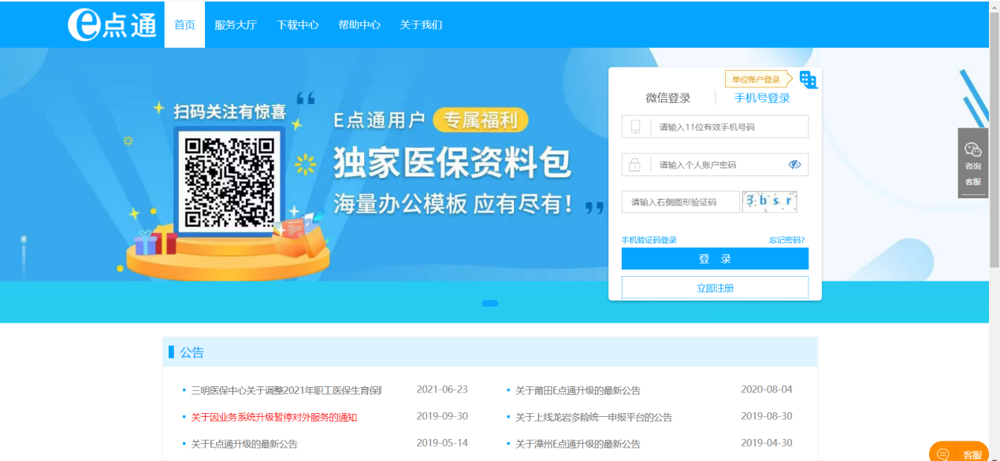 e点通
首页
服务大厅
下载中心
帮助中心
关于我们
扫码关注有惊喜
“
E点通用户 专属福利
独家医保资料包
海量办公模板 应有尽有！
”
单位账户登录
微信登录
手机号登录
请输入11位有效手机号码
请输入个人账户密码
请输入右侧图形验证码
3 b s r
手机验证码登录
忘记密码?
登 录
立即注册
咨询
客服
公告
三明医保中心关于调整2021年职工医保生育保
2021-06-23
关于莆田E点通升级的最新公告
2020-08-04
关于因业务系统升级暂停对外服务的通知
2019-09-30
关于上线龙岩多险统一申报平台的公告
2019-08-30
关于E点通升级的最新公告
2019-05-14
关于漳州E点通升级的最新公告
2019-04-30
客服